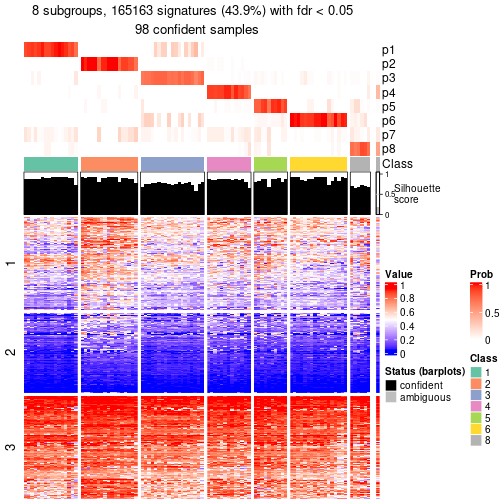 8 subgroups, 165163 signatures (43.9%) with fdr < 0.05
98 confident samples
p1
p2
p3
p4
p5
p6
p7
p8
Class
1
0.5
0
Silhouette
score
1
2
3
Value
1
0.8
0.6
0.4
0.2
0
Status (barplots)
confident
ambiguous
Prob
1
0.5
0
Class
1
2
3
4
5
6
8